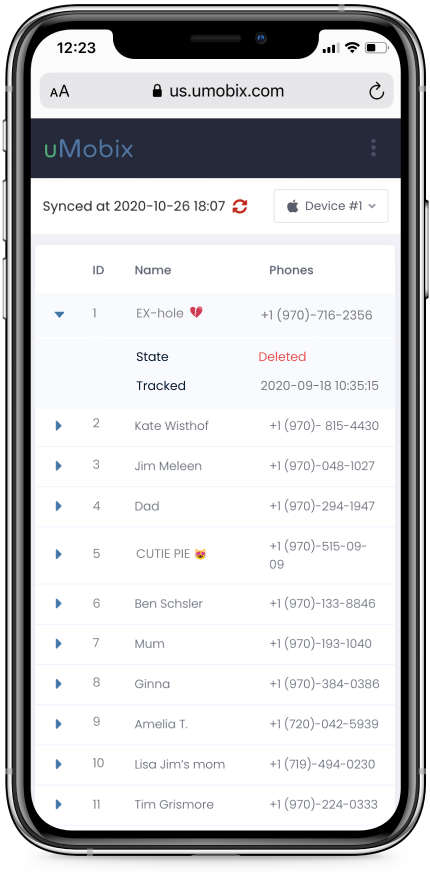 12:23
AA us.umobix.com
uMobix
Synced at 2020-10-26 18:07 Device #1
ID Name Phones
1 EX-hole 💔 +1 (970)-716-2356
State Deleted
Tracked 2020-09-18 10:35:15
2 Kate Wisthof +1 (970)- 815-4430
3 Jim Meleen +1 (970)-048-1027
4 Dad +1 (970)-294-1947
5 CUTIE PIE 😻 +1 (970)-515-09-
09
6 Ben Schsler +1 (970)-133-8846
7 Mum +1 (970)-193-1040
8 Ginna +1 (970)-384-0386
9 Amelia T. +1 (720)-042-5939
10 Lisa Jim’s mom +1 (719)-494-0230
11 Tim Grismore +1 (970)-224-0333